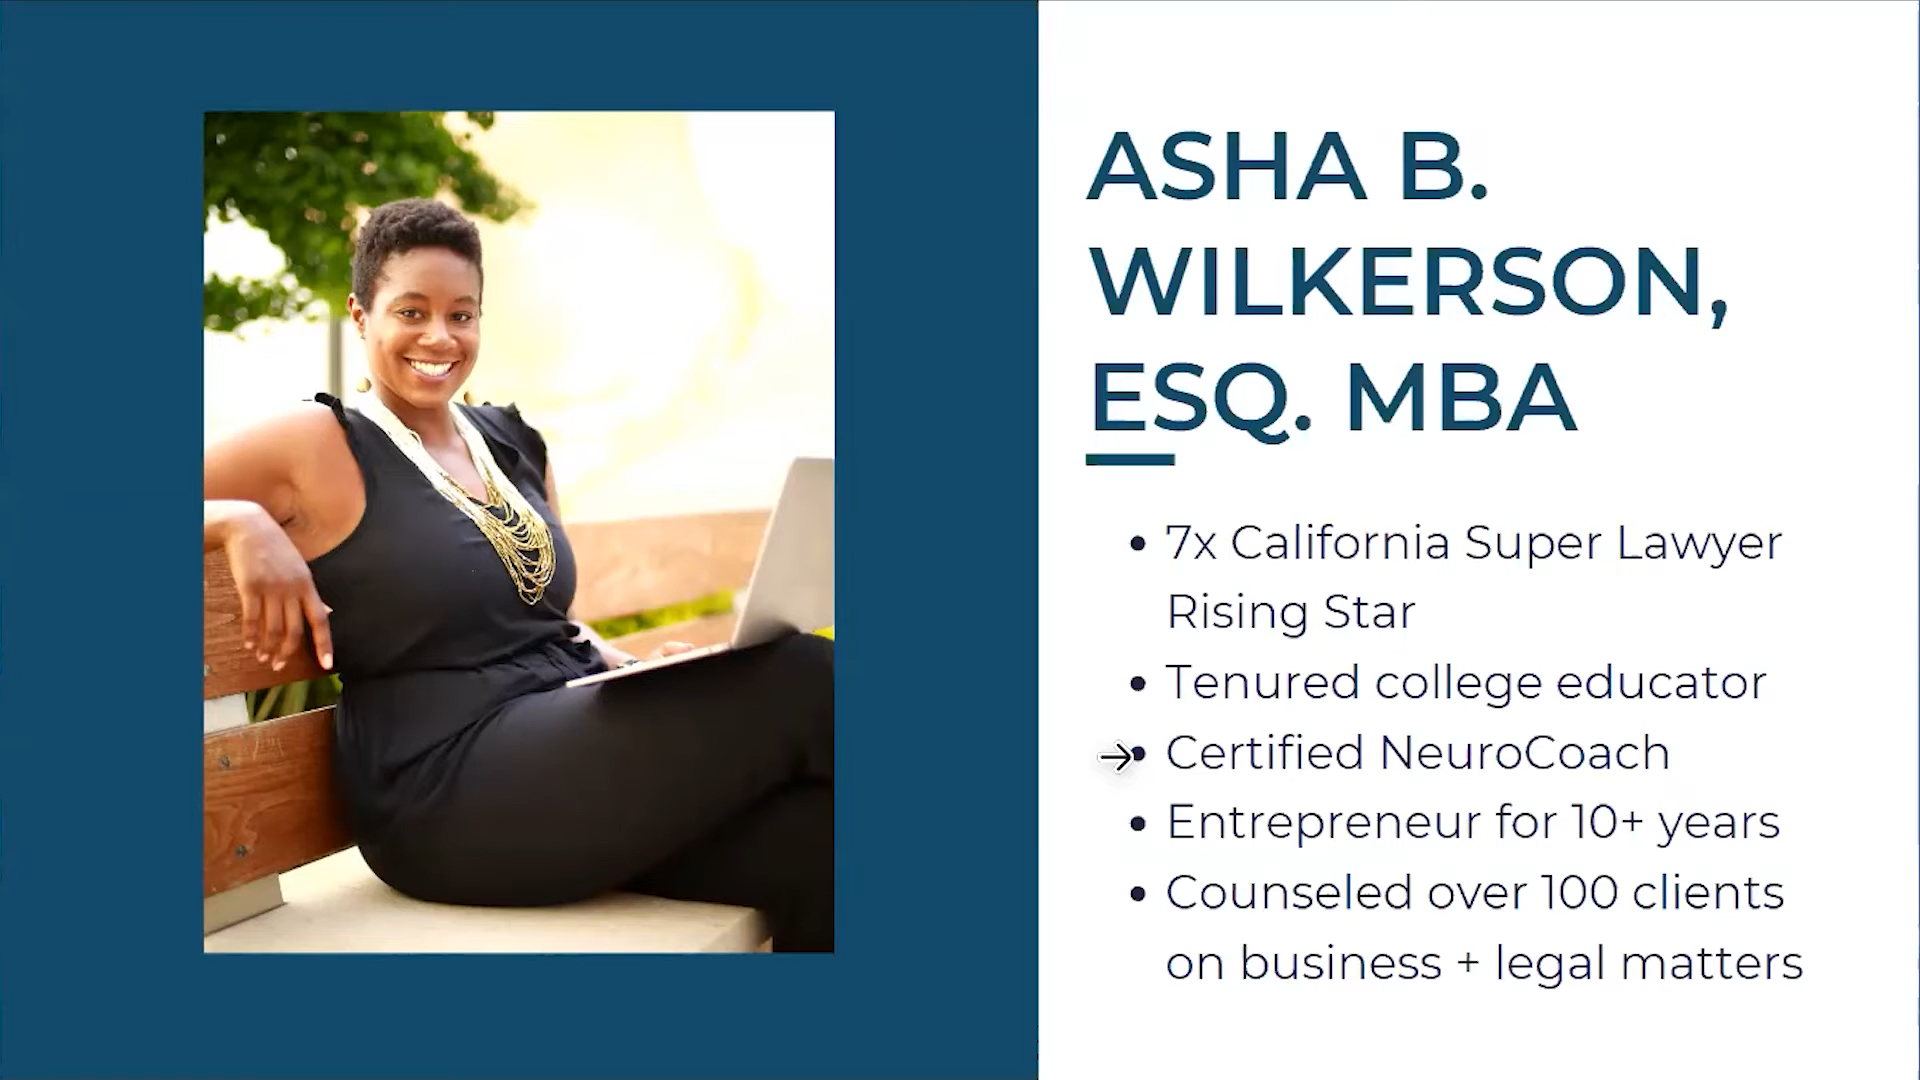 ASHA B.
WILKERSON,
ESQ. MBA
• 7x California Super Lawyer
Rising Star
• Tenured college educator
• Certified NeuroCoach
• Entrepreneur for 10+ years
• Counseled over 100 clients
on business + legal matters